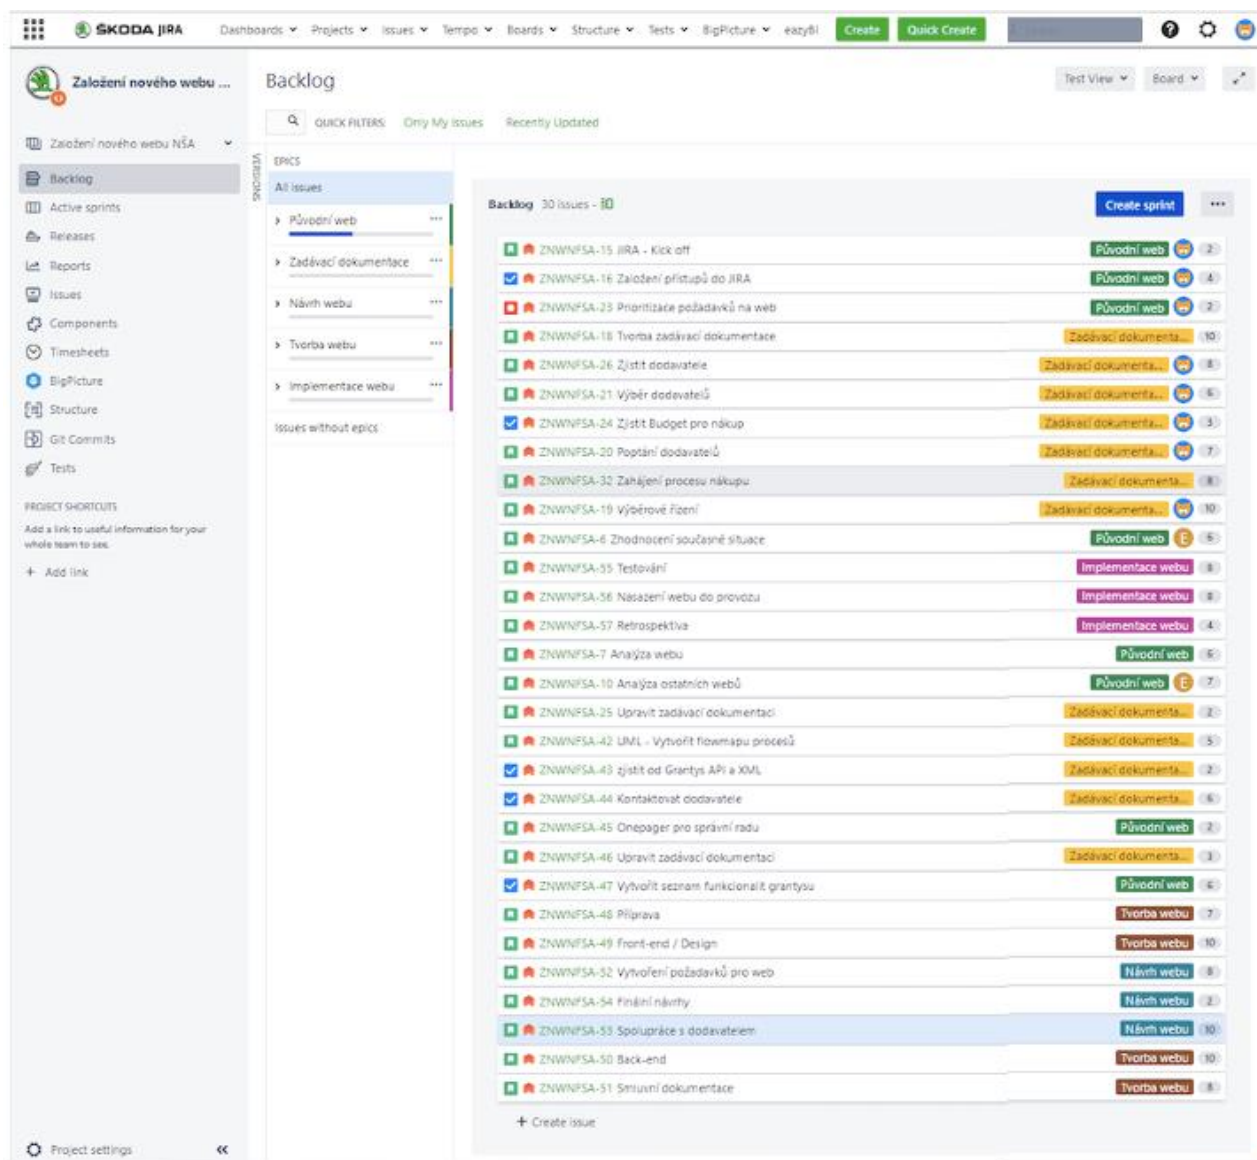 ŠKODA JIRA Dashboards Projects Issues Tempo Boards Structure Tests BigPicture eazyBI Create Quick Create
Založení nového webu ...
Backlog
Test View Board
QUICK FILTERS: Only My Issues Recently Updated
Založení nového webu NŠA
Backlog
Active sprints
Releases
Reports
Issues
Components
Timesheets
BigPicture
Structure
Git Commits
Tests
PROJECT SHORTCUTS
Add a link to useful information for your
whole team to see.
+ Add link
Project settings
VERSIONS
EPICS
All issues
Původní web
Zadávací dokumentace
Návrh webu
Tvorba webu
Implementace webu
Issues without epics
Backlog 30 issues - Create sprint
ZNWNFSA-15 JIRA - Kick off Původní web 2
ZNWNFSA-16 Založení přístupů do JIRA Původní web 4
ZNWNFSA-23 Prioritizace požadavků na web Původní web 2
ZNWNFSA-18 Tvorba zadávací dokumentace Zadávací dokumenta... 10
ZNWNFSA-26 Zjistit dodavatele Zadávací dokumenta... 8
ZNWNFSA-21 Výběr dodavatelů Zadávací dokumenta... 6
ZNWNFSA-24 Zjistit Budget pro nákup Zadávací dokumenta... 3
ZNWNFSA-20 Poptání dodavatelů Zadávací dokumenta... 7
ZNWNFSA-32 Zahájení procesu nákupu Zadávací dokumenta... 8
ZNWNFSA-19 Výběrové řízení Zadávací dokumenta... 10
ZNWNFSA-6 Zhodnocení současné situace Původní web E 6
ZNWNFSA-55 Testování Implementace webu 8
ZNWNFSA-56 Nasazení webu do provozu Implementace webu 8
ZNWNFSA-57 Retrospektiva Implementace webu 4
ZNWNFSA-7 Analýza webu Původní web 6
ZNWNFSA-10 Analýza ostatních webů Původní web E 7
ZNWNFSA-25 Upravit zadávací dokumentaci Zadávací dokumenta... 2
ZNWNFSA-42 UML - Vytvořit flowmapu procesů Zadávací dokumenta... 5
ZNWNFSA-43 zjistit od Grantys API a XML Zadávací dokumenta... 2
ZNWNFSA-44 Kontaktovat dodavatele Zadávací dokumenta... 6
ZNWNFSA-45 Onepager pro správní radu Původní web 2
ZNWNFSA-46 Upravit zadávací dokumentaci Zadávací dokumenta... 3
ZNWNFSA-47 Vytvořit seznam funkcionalit grantysu Původní web 6
ZNWNFSA-48 Příprava Tvorba webu 7
ZNWNFSA-49 Front-end / Design Tvorba webu 10
ZNWNFSA-52 Vytvoření požadavků pro web Návrh webu 8
ZNWNFSA-54 Finální návrhy Návrh webu 2
ZNWNFSA-53 Spolupráce s dodavatelem Návrh webu 10
ZNWNFSA-50 Back-end Tvorba webu 10
ZNWNFSA-51 Smluvní dokumentace Tvorba webu 8
+ Create issue